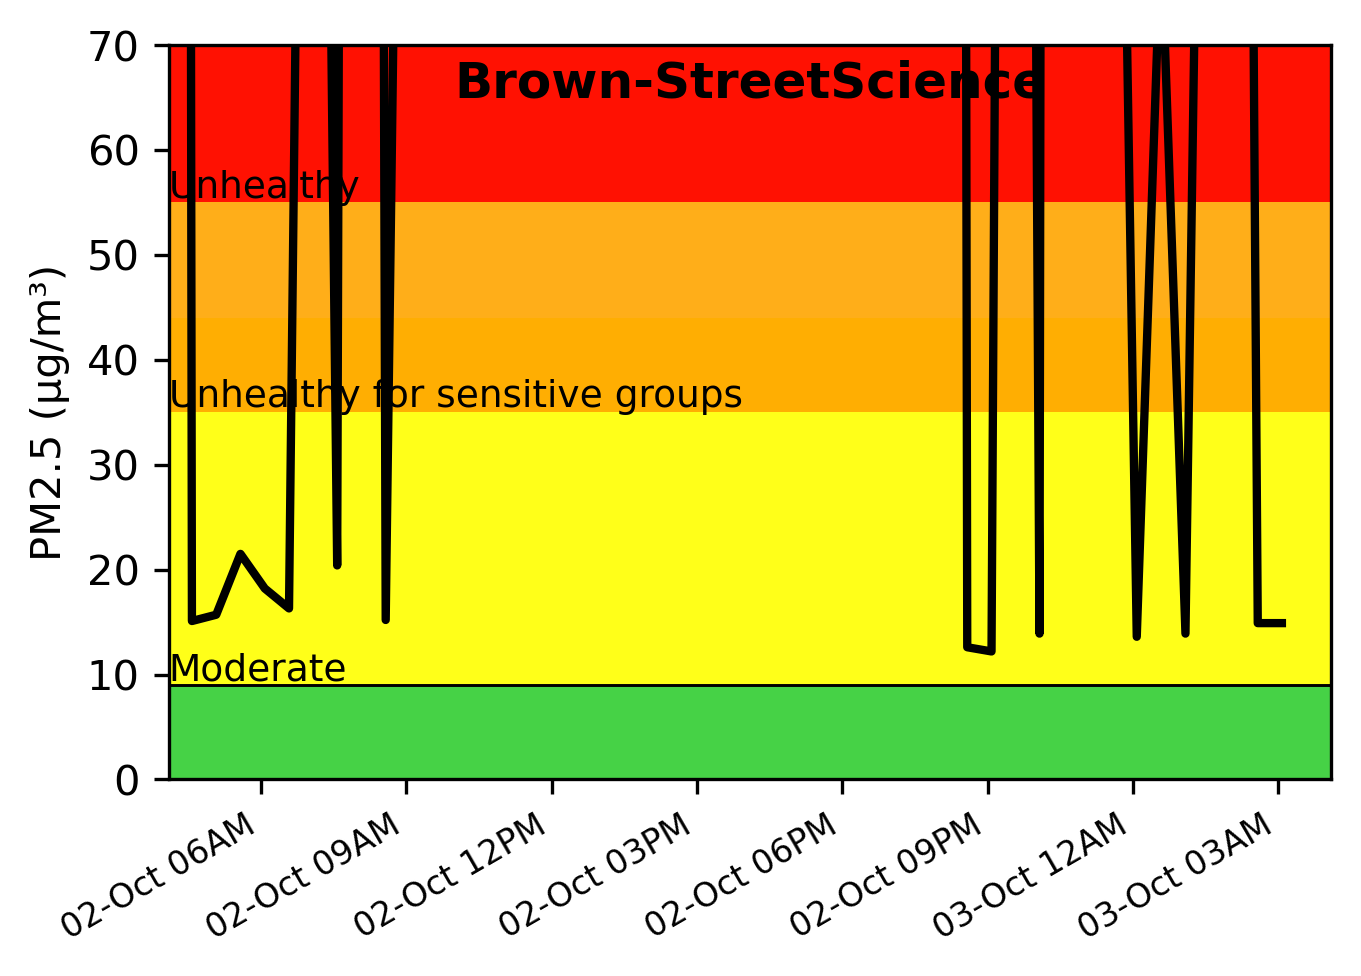 Brown-StreetScience
70
60
50
40
30
20
10
0
PM2.5 (μg/m³)
Unhealthy
Unhealthy for sensitive groups
Moderate
02-Oct 06AM
02-Oct 09AM
02-Oct 12PM
02-Oct 03PM
02-Oct 06PM
02-Oct 09PM
03-Oct 12AM
03-Oct 03AM